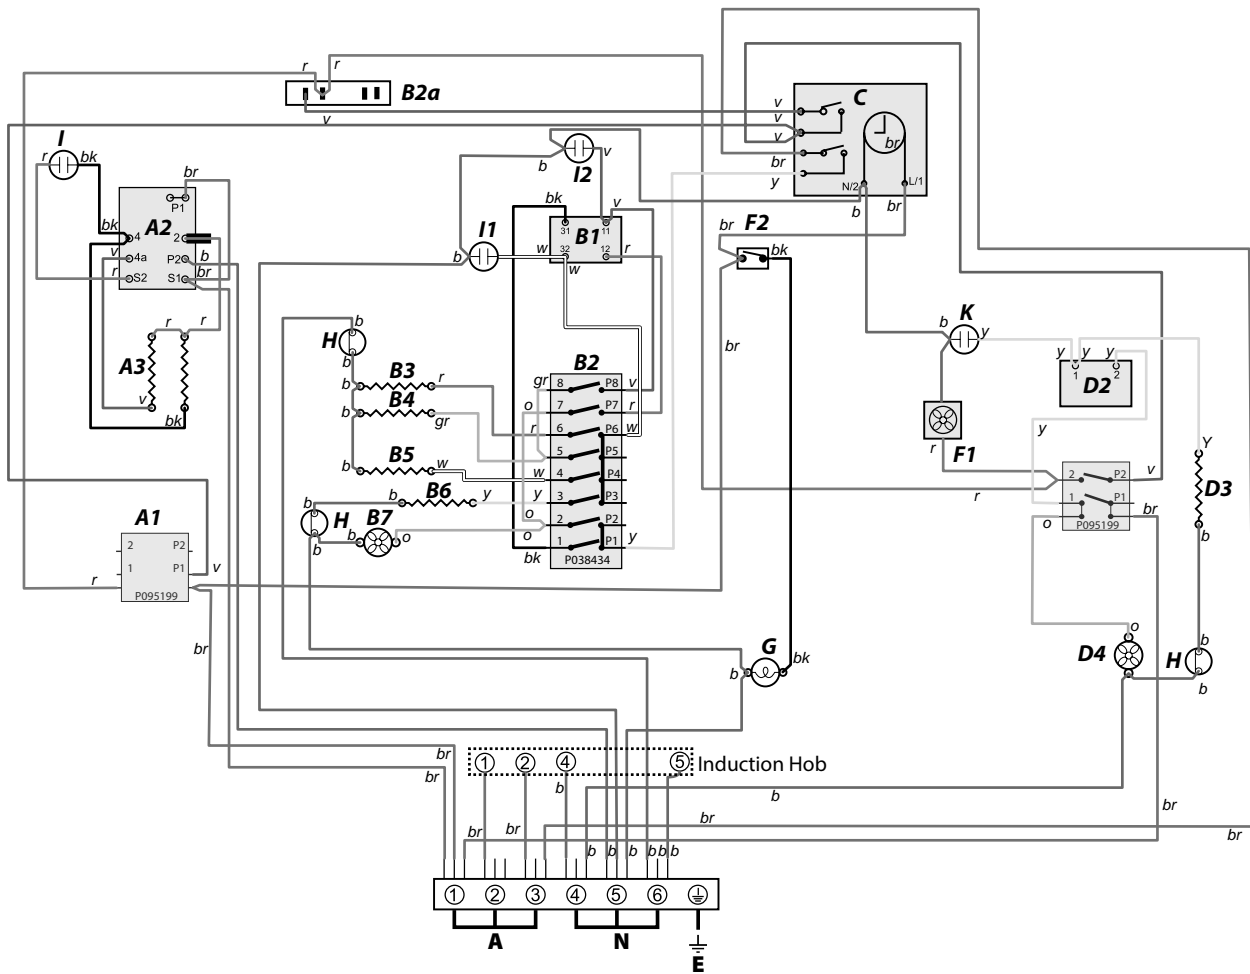 r
r
B2a
v
C
v
v
v
br
br
y
N/2
L/1
b
br
I
r
bk
br
P1
A2
bk
4
2
v
4a
P2
b
r
S2
S1
br
b
I2
v
bk
v
31
11
B1
I1
w
32
12
r
b
w
br
F2
bk
br
r
r
A3
v
bk
b
H
b
b
B3
r
b
B4
gr
b
B5
w
b
B6
y
b
H
B7
b
b
o
B2
gr
8
P8
v
o
7
P7
r
r
6
P6
w
5
P5
w
4
P4
y
3
P3
o
2
P2
o
1
P1
y
bk
P038434
K
b
y
y
y
y
1
2
D2
F1
r
y
r
2
P2
v
1
P1
o
br
P095199
Y
D3
b
A1
2
P2
1
P1
v
r
P095199
br
G
b
bk
o
D4
b
H
b
br
br
1
2
4
5
Induction Hob
b
b
br
br
br
br
br
b
b
b
b
b
b
b
1
2
3
4
5
6
A
N
E